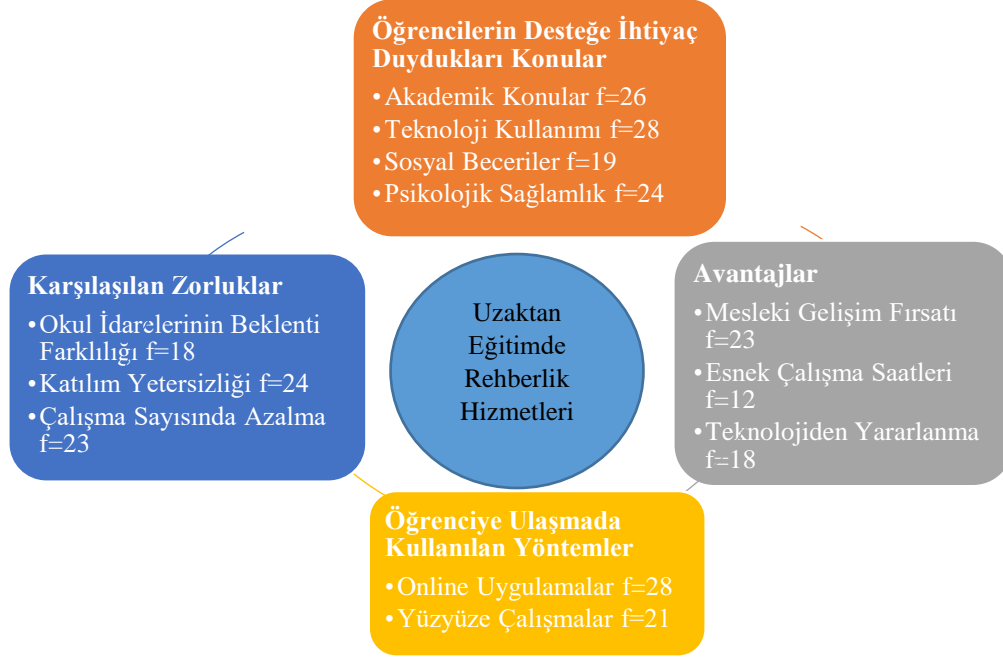 Öğrencilerin Desteğe İhtiyaç
Duydukları Konular
•Akademik Konular f=26
•Teknoloji Kullanımı f=28
•Sosyal Beceriler f=19
•Psikolojik Sağlamlık f=24
Karşılaşılan Zorluklar
•Okul İdarelerinin Beklenti
Farklılığı f=18
•Katılım Yetersizliği f=24
•Çalışma Sayısında Azalma
f=23
Uzaktan
Eğitimde
Rehberlik
Hizmetleri
Avantajlar
•Mesleki Gelişim Fırsatı
f=23
•Esnek Çalışma Saatleri
f=12
•Teknolojiden Yararlanma
f=18
Öğrenciye Ulaşmada
Kullanılan Yöntemler
•Online Uygulamalar f=28
•Yüzyüze Çalışmalar f=21